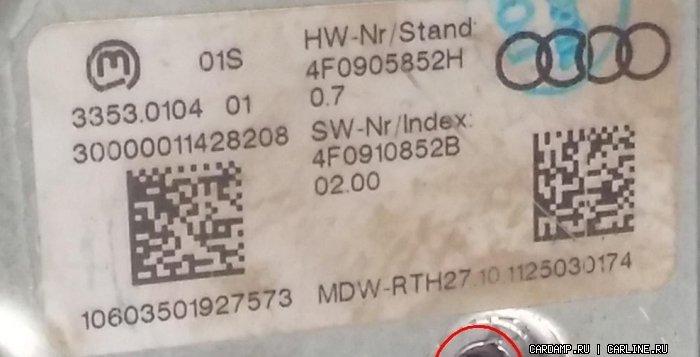 01S
3353.0104 01
30000011428208
10603501927573
HW-Nr/Stand
4F0905852H
0.7
SW-Nr/Index:
4F0910852B
02.00
MDW-RTH27.10.1125030174
CARDAMP.RU | CARLINE.RU